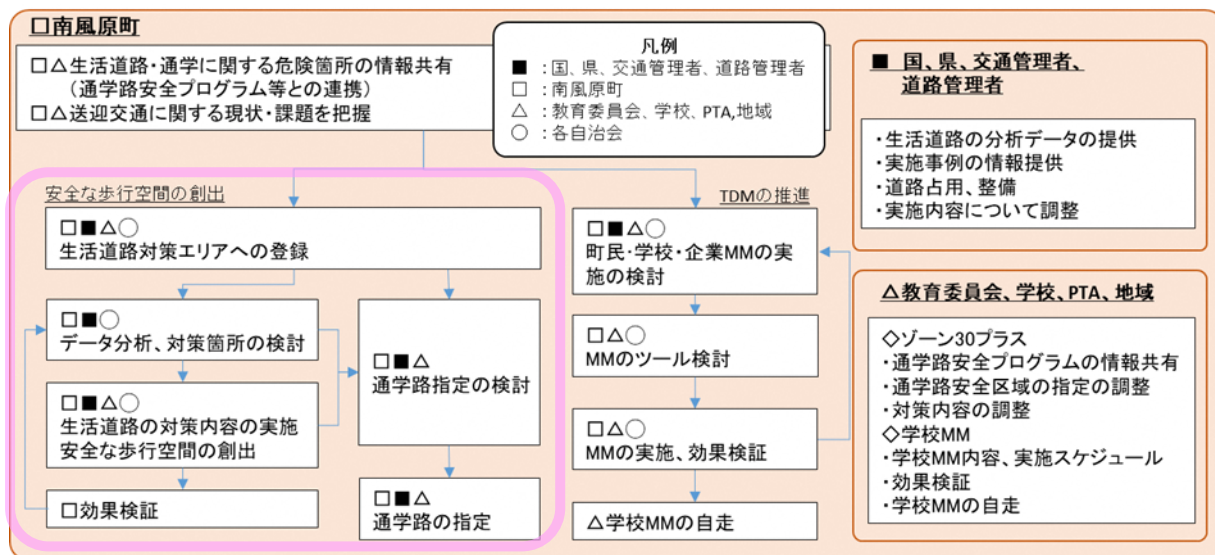 □南風原町
□△生活道路・通学に関する危険箇所の情報共有
（通学路安全プログラム等との連携）
□△送迎交通に関する現状・課題を把握
凡例
■：国、県、交通管理者、道路管理者
□：南風原町
△：教育委員会、学校、PTA,地域
○：各自治会
安全な歩行空間の創出
□■△○
生活道路対策エリアへの登録
□■○
データ分析、対策箇所の検討
□■△○
生活道路の対策内容の実施
安全な歩行空間の創出
□効果検証
□■△
通学路指定の検討
□■△
通学路の指定
TDMの推進
□■△○
町民・学校・企業MMの実
施の検討
□△○
MMのツール検討
□△○
MMの実施、効果検証
△学校MMの自走
■ 国、県、交通管理者、
道路管理者
・生活道路の分析データの提供
・実施事例の情報提供
・道路占用、整備
・実施内容について調整
△教育委員会、学校、PTA、地域
◇ゾーン30プラス
・通学路安全プログラムの情報共有
・通学路安全区域の指定の調整
・対策内容の調整
◇学校MM
・学校MM内容、実施スケジュール
・効果検証
・学校MMの自走